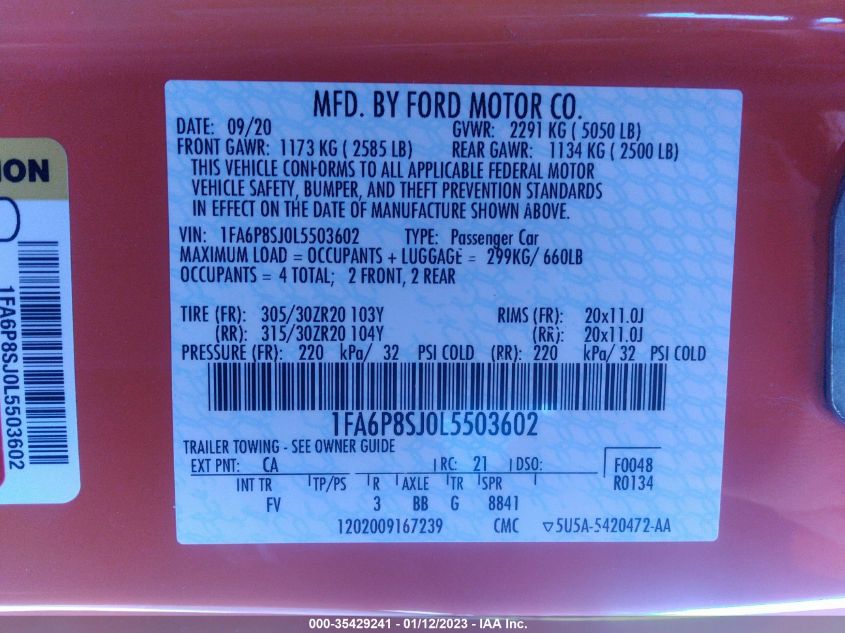 MFD. BY FORD MOTOR CO.
DATE: 09/20 GVWR: 2291 KG ( 5050 LB)
FRONT GAWR: 1173 KG ( 2585 LB) REAR GAWR: 1134 KG ( 2500 LB)
THIS VEHICLE CONFORMS TO ALL APPLICABLE FEDERAL MOTOR
VEHICLE SAFETY, BUMPER, AND THEFT PREVENTION STANDARDS
IN EFFECT ON THE DATE OF MANUFACTURE SHOWN ABOVE.
VIN: 1FA6P8SJ0L5503602 TYPE: Passenger Car
MAXIMUM LOAD = OCCUPANTS + LUGGAGE = 299KG/ 660LB
OCCUPANTS = 4 TOTAL; 2 FRONT, 2 REAR
TIRE (FR): 305/30ZR20 103Y RIMS (FR): 20x11.0J
(RR): 315/30ZR20 104Y (RR): 20x11.0J
PRESSURE (FR): 220 kPa/ 32 PSI COLD (RR): 220 kPa/ 32 PSI COLD
1FA6P8SJ0L5503602
TRAILER TOWING - SEE OWNER GUIDE
EXT PNT: CA RC: 21 DSO: F0048
INT TR TP/PS R AXLE TR SPR R0134
FV 3 BB G 8841
1202009167239 CMC ▽5U5A-5420472-AA
ION
1FA6P8SJ0L5503602
000-35429241 - 01/12/2023 - IAA Inc.